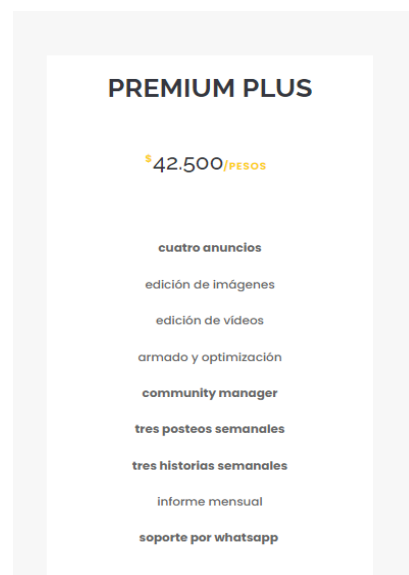 PREMIUM PLUS
$42.500/PESOS
cuatro anuncios
edición de imágenes
edición de vídeos
armado y optimización
community manager
tres posteos semanales
tres historias semanales
informe mensual
soporte por whatsapp